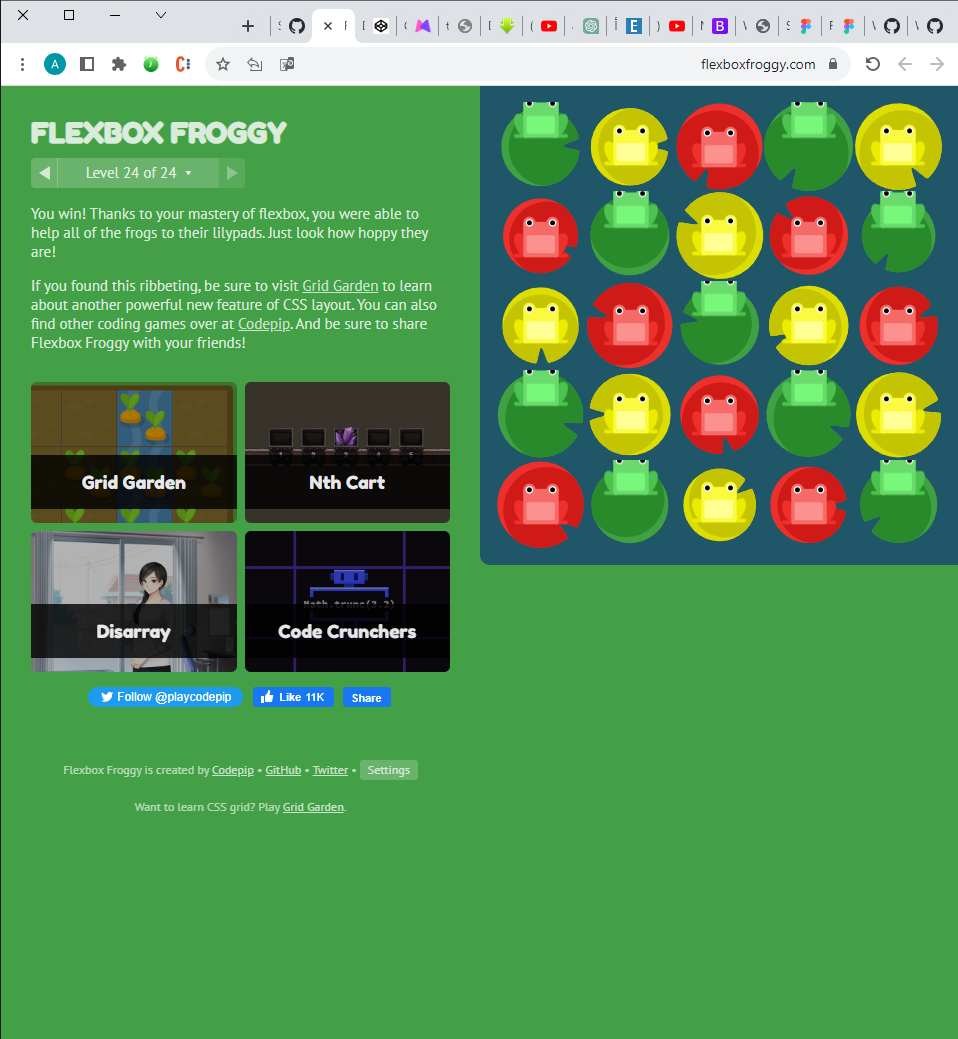 A
flexboxfroggy.com
FLEXBOX FROGGY
Level 24 of 24
You win! Thanks to your mastery of flexbox, you were able to
help all of the frogs to their lilypads. Just look how hoppy they
are!
If you found this ribbeting, be sure to visit Grid Garden to learn
about another powerful new feature of CSS layout. You can also
find other coding games over at Codepip. And be sure to share
Flexbox Froggy with your friends!
Grid Garden
Nth Cart
Math.trunc(3.2)
Disarray
Code Crunchers
Follow @playcodepip
Like 11K
Share
Flexbox Froggy is created by Codepip • GitHub • Twitter • Settings
Want to learn CSS grid? Play Grid Garden.